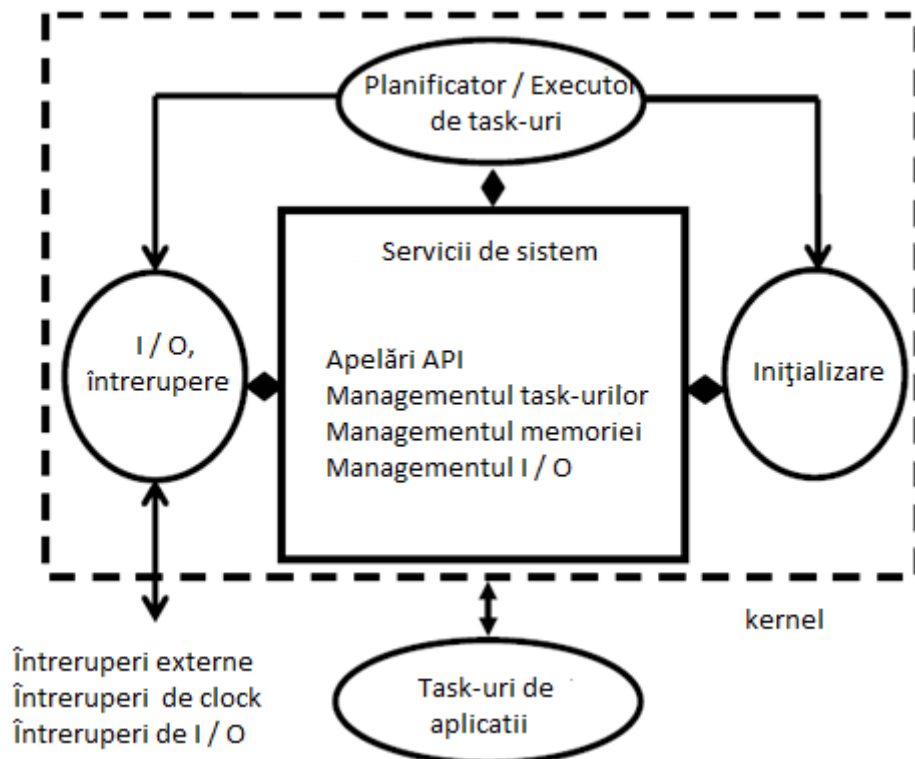 Planificator / Executor
de task-uri
Servicii de sistem
I / O,
întrerupere
Apelări API
Managementul task-urilor
Managementul memoriei
Managementul I / O
Iniţializare
kernel
Întreruperi externe
Întreruperi de clock
Întreruperi de I / O
Task-uri de
aplicatii